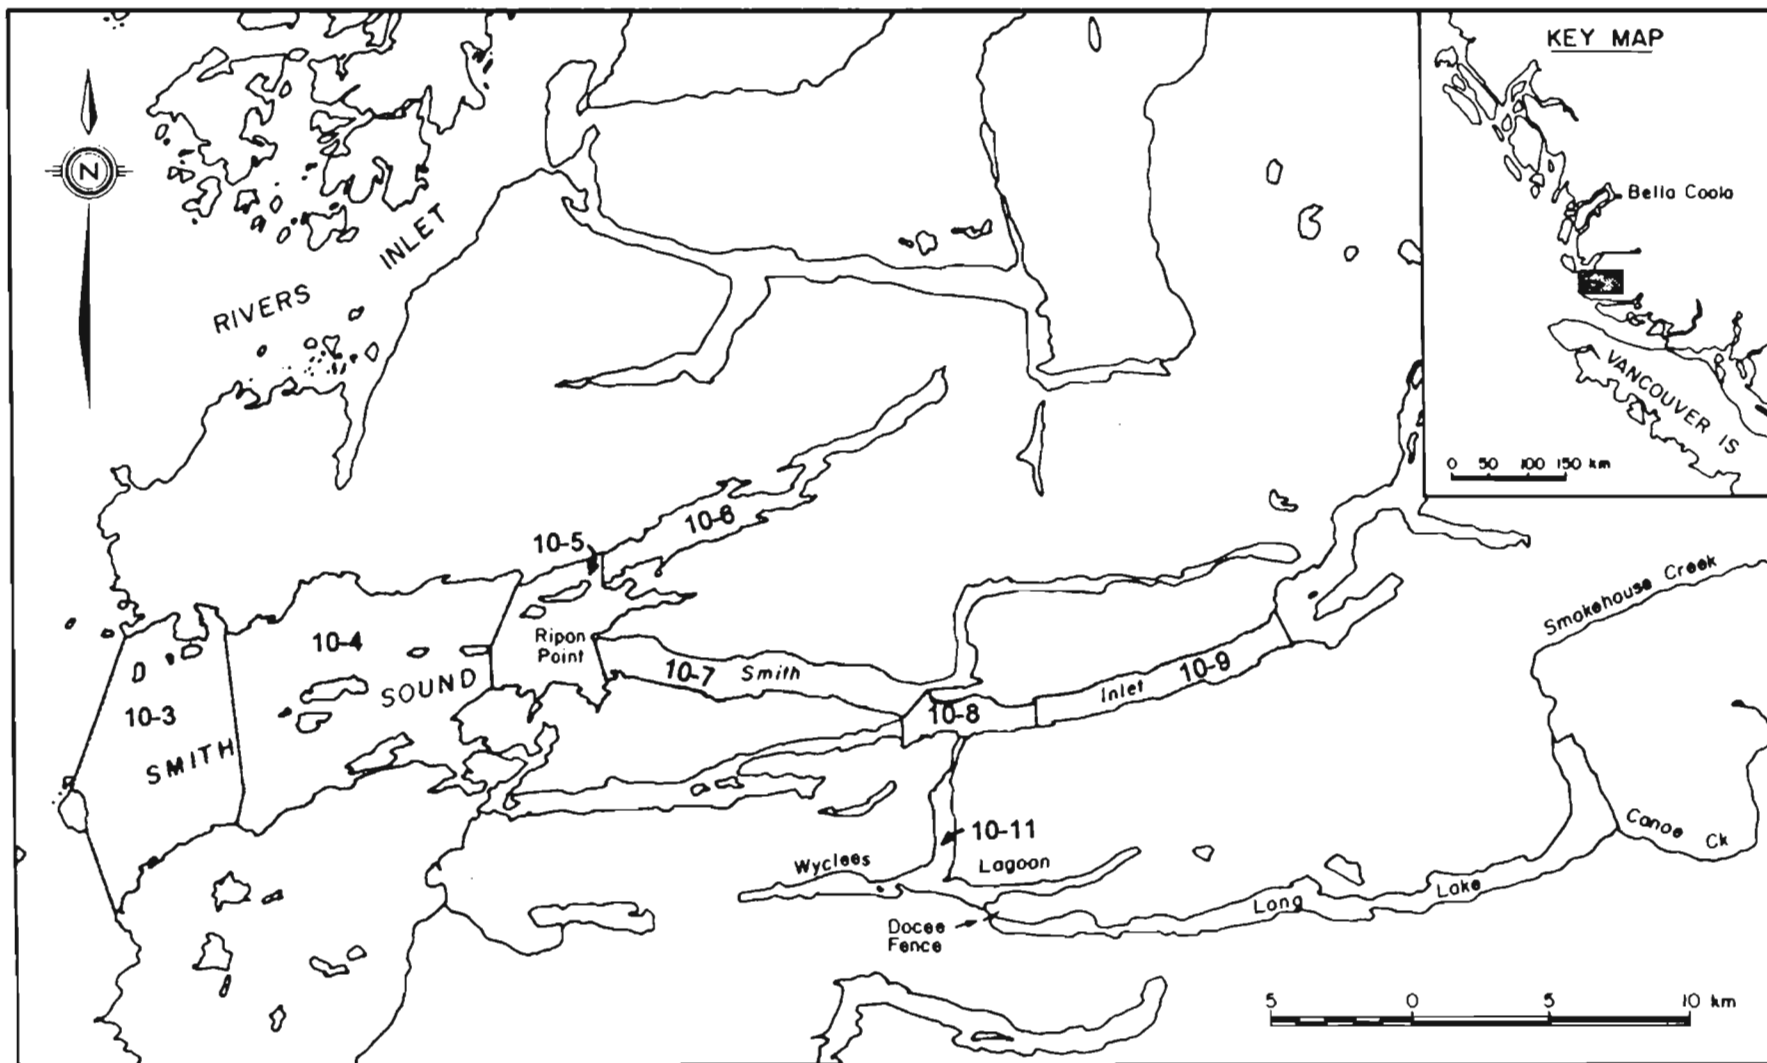 KEY MAP
N
Bella Coola
RIVERS INLET
VANCOUVER IS
0 50 100 150 km
10-6
10-5
Smokehouse Creek
10-4
Ripon
Point
10-7 Smith
Inlet 10-9
SOUND
10-3
10-8
SMITH
10-11
Canoe Ck
Wyclees Lagoon
Long Lake
Docee
Fence
5 0 5 10 km